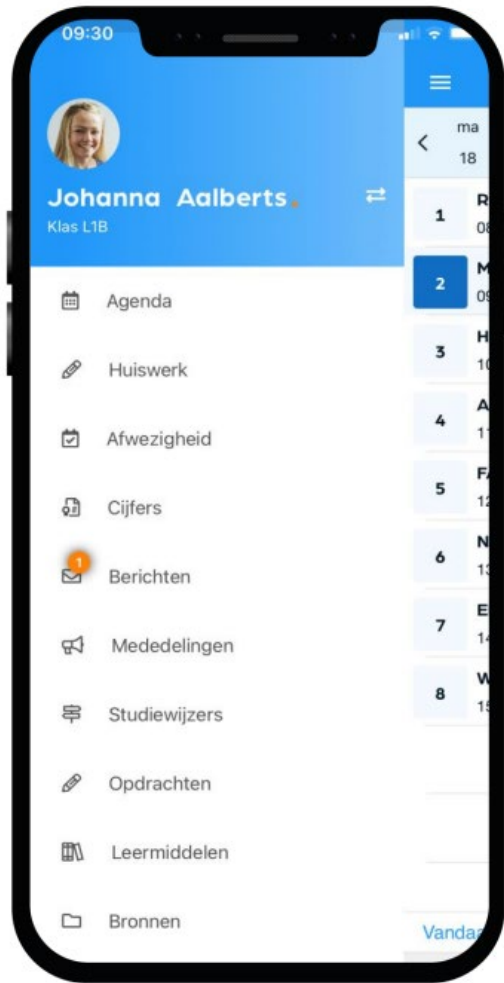 09:30
Johanna Aalberts.
Klas L1B
Agenda
Huiswerk
Afwezigheid
Cijfers
1
Berichten
Mededelingen
Studiewijzers
Opdrachten
Leermiddelen
Bronnen
ma
18
1
2
3
4
5
6
7
8